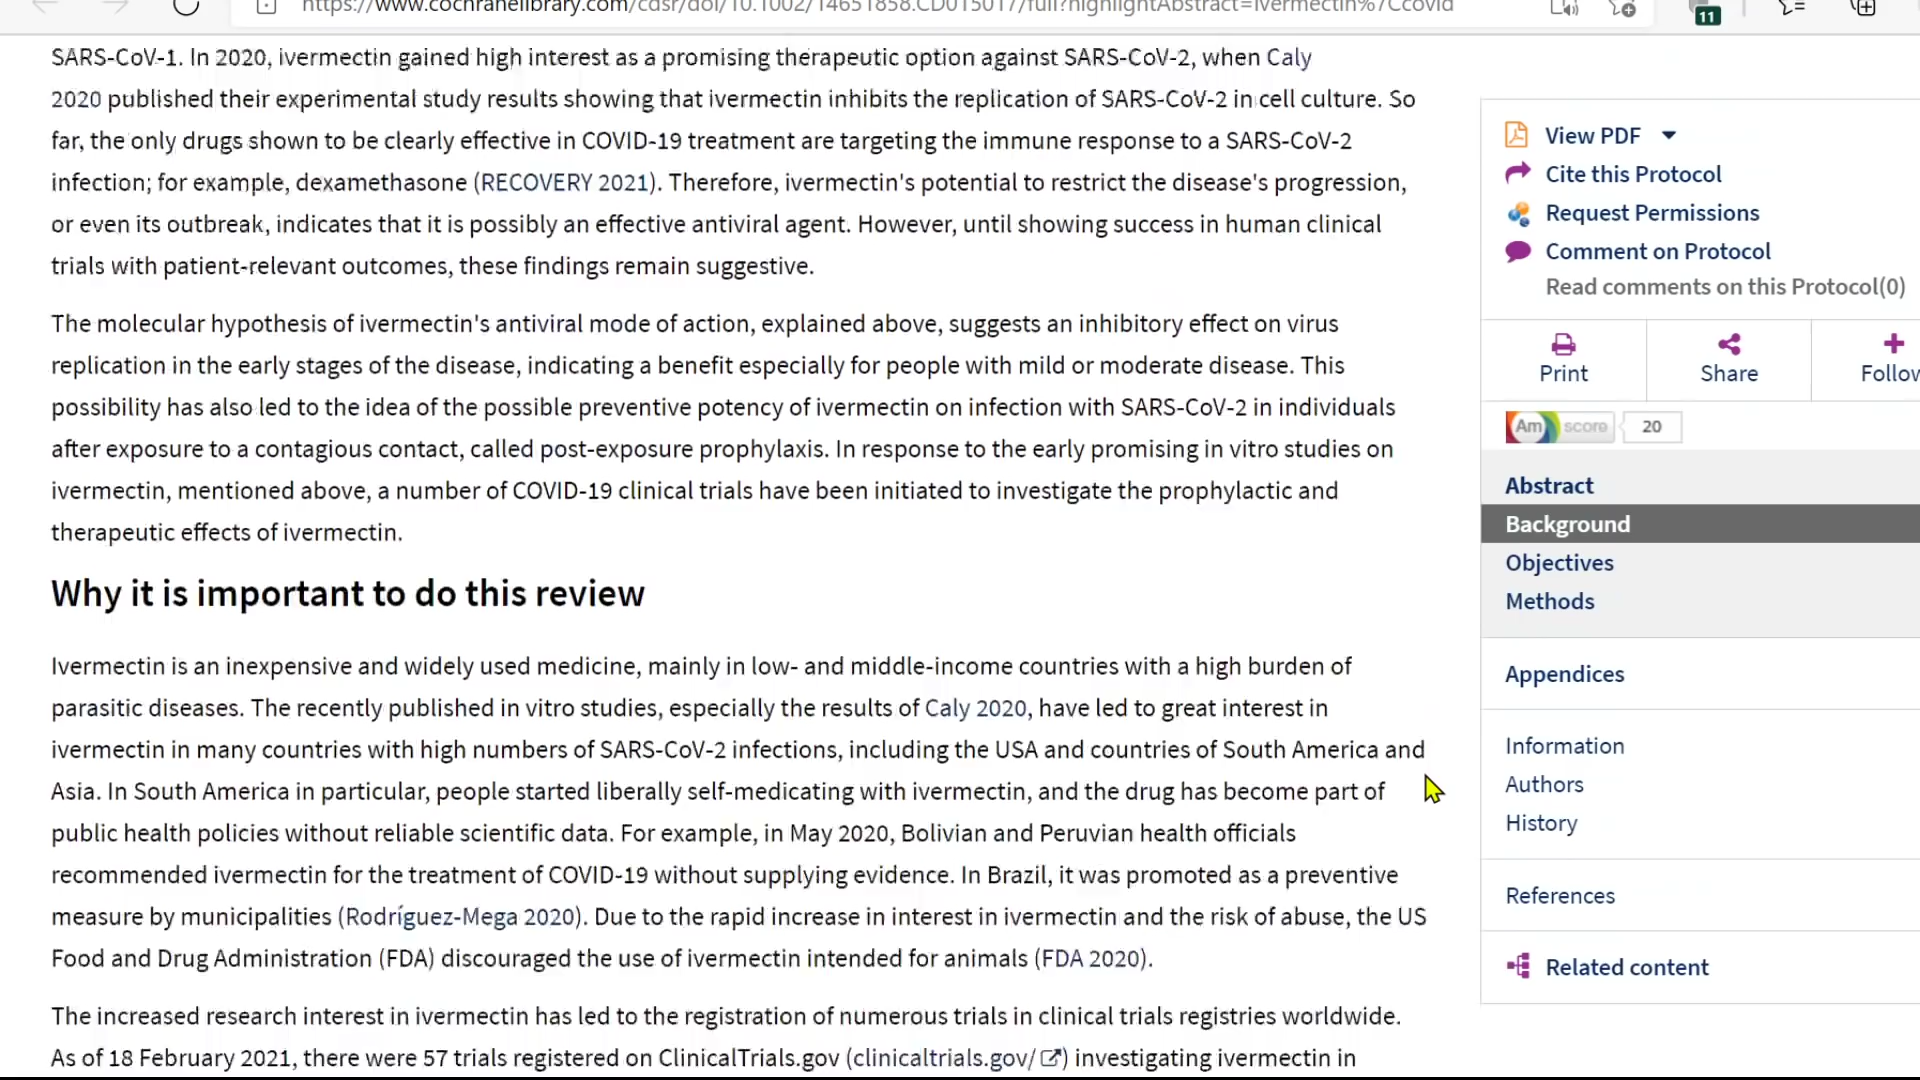 https://www.cochranelibrary.com/cdsr/doi/10.1002/14651858.CD015017/full?highlightAbstract=ivermectin%7Ccovid
11
SARS-CoV-1. In 2020, ivermectin gained high interest as a promising therapeutic option against SARS-CoV-2, when Caly
2020 published their experimental study results showing that ivermectin inhibits the replication of SARS-CoV-2 in cell culture. So
far, the only drugs shown to be clearly effective in COVID-19 treatment are targeting the immune response to a SARS-CoV-2
infection; for example, dexamethasone (RECOVERY 2021). Therefore, ivermectin's potential to restrict the disease's progression,
or even its outbreak, indicates that it is possibly an effective antiviral agent. However, until showing success in human clinical
trials with patient-relevant outcomes, these findings remain suggestive.
The molecular hypothesis of ivermectin's antiviral mode of action, explained above, suggests an inhibitory effect on virus
replication in the early stages of the disease, indicating a benefit especially for people with mild or moderate disease. This
possibility has also led to the idea of the possible preventive potency of ivermectin on infection with SARS-CoV-2 in individuals
after exposure to a contagious contact, called post-exposure prophylaxis. In response to the early promising in vitro studies on
ivermectin, mentioned above, a number of COVID-19 clinical trials have been initiated to investigate the prophylactic and
therapeutic effects of ivermectin.
Why it is important to do this review
Ivermectin is an inexpensive and widely used medicine, mainly in low- and middle-income countries with a high burden of
parasitic diseases. The recently published in vitro studies, especially the results of Caly 2020, have led to great interest in
ivermectin in many countries with high numbers of SARS-CoV-2 infections, including the USA and countries of South America and
Asia. In South America in particular, people started liberally self-medicating with ivermectin, and the drug has become part of
public health policies without reliable scientific data. For example, in May 2020, Bolivian and Peruvian health officials
recommended ivermectin for the treatment of COVID-19 without supplying evidence. In Brazil, it was promoted as a preventive
measure by municipalities (Rodríguez-Mega 2020). Due to the rapid increase in interest in ivermectin and the risk of abuse, the US
Food and Drug Administration (FDA) discouraged the use of ivermectin intended for animals (FDA 2020).
The increased research interest in ivermectin has led to the registration of numerous trials in clinical trials registries worldwide.
As of 18 February 2021, there were 57 trials registered on ClinicalTrials.gov (clinicaltrials.gov/) investigating ivermectin in
View PDF
Cite this Protocol
Request Permissions
Comment on Protocol
Read comments on this Protocol(0)
Print
Share
Follow
Am score 20
Abstract
Background
Objectives
Methods
Appendices
Information
Authors
History
References
Related content